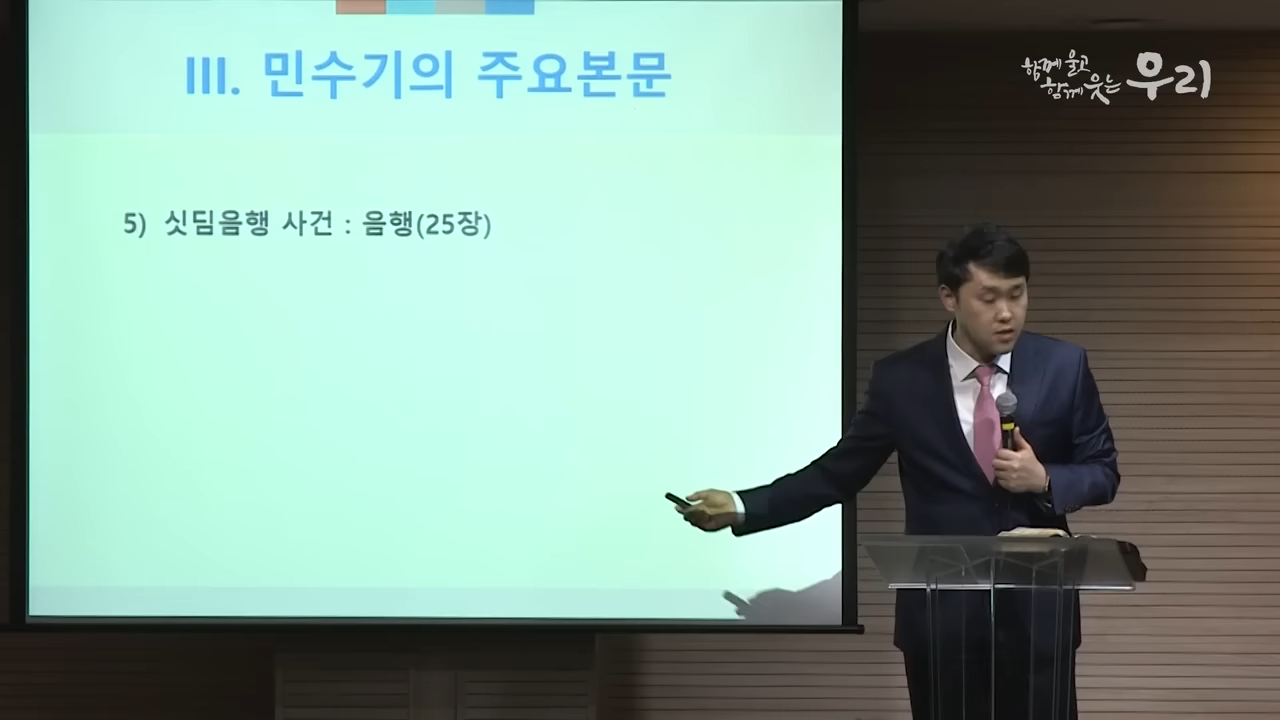 III. 민수기의 주요본문
함께 울고
함께 웃는 우리
5) 싯딤음행 사건 : 음행(25장)